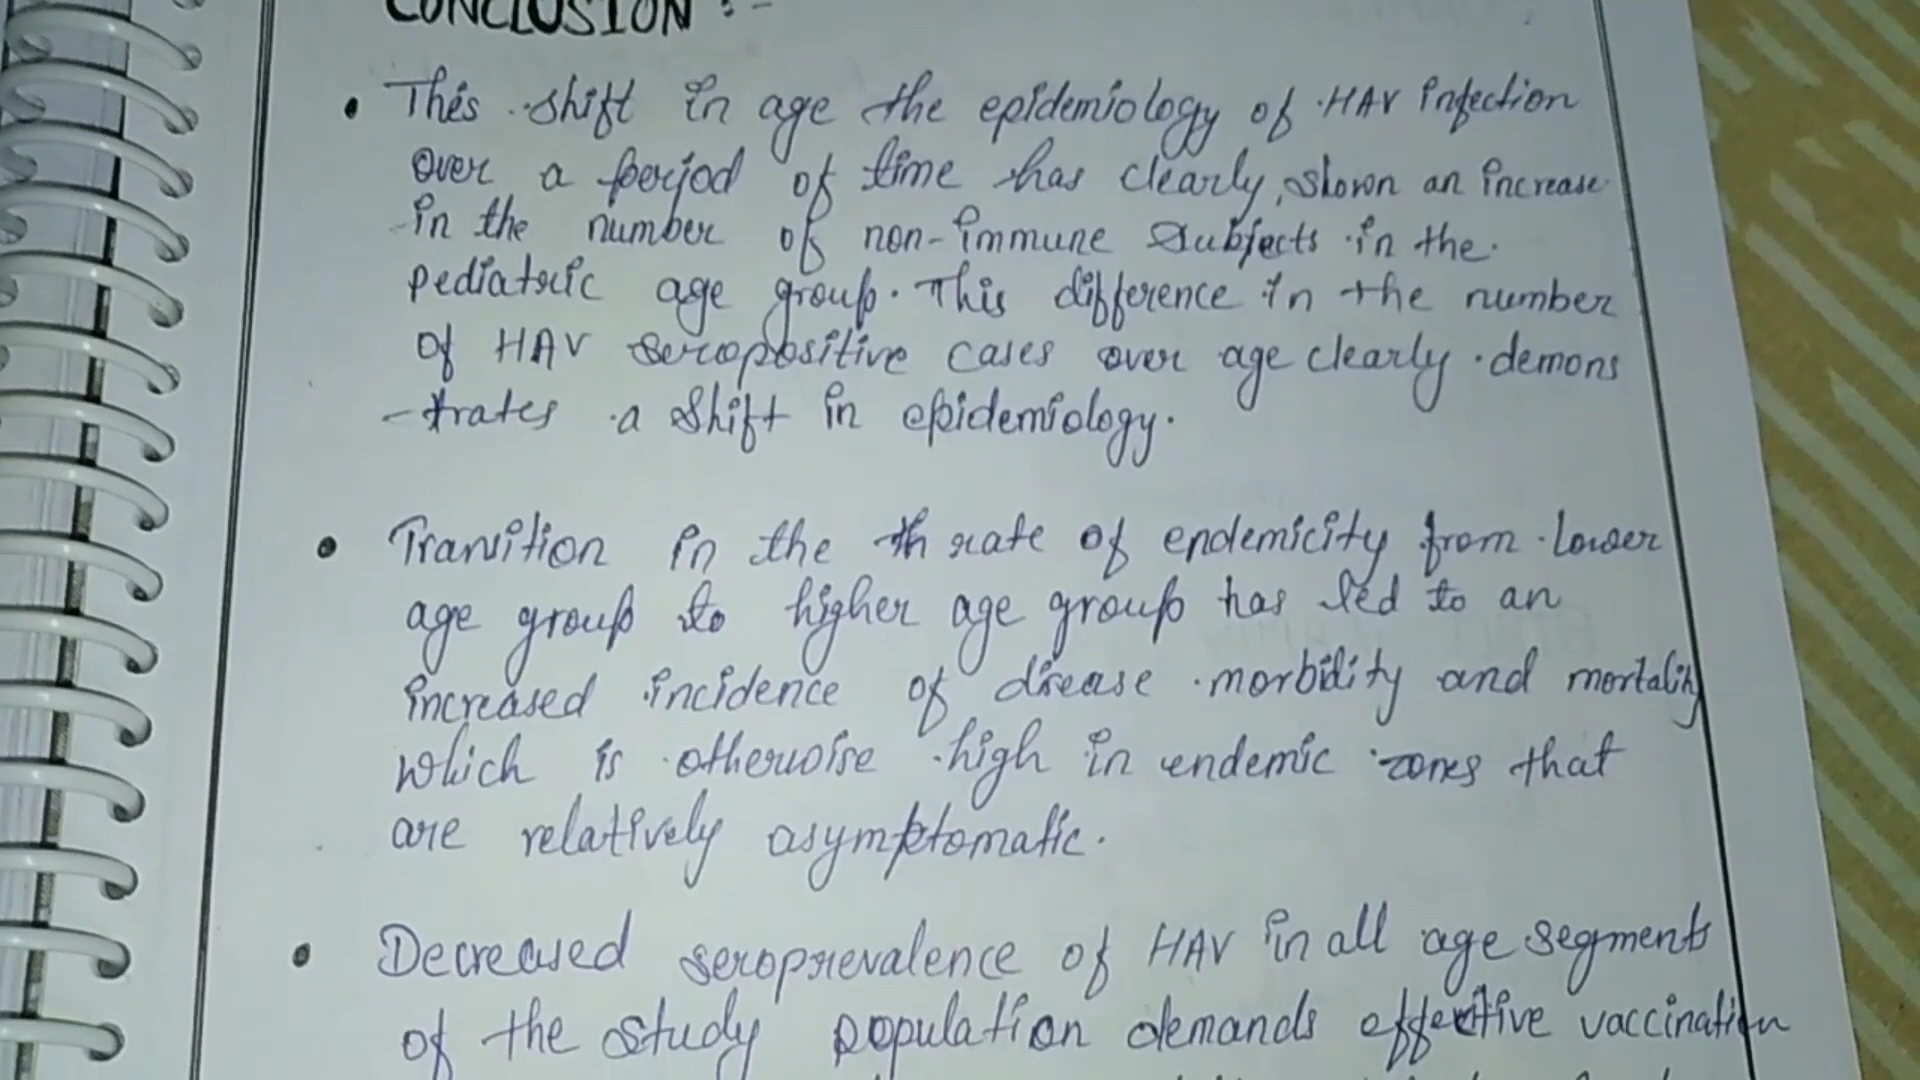 CONCLUSION :-
• This shift in age the epidemiology of HAV infection
over a period of time has clearly, shown an increase
in the number of non-immune subjects in the
pediatric age group. This difference in the number
of HAV seropositive cases over age clearly demons
-trates a shift in epidemiology.
• Transition in the th rate of endemicity from lower
age group to higher age group has led to an
increased incidence of disease morbidity and mortality
which is otherwise high in endemic zones that
are relatively asymptomatic.
• Decreased seroprevalence of HAV in all age segments
of the study population demands effective vaccination